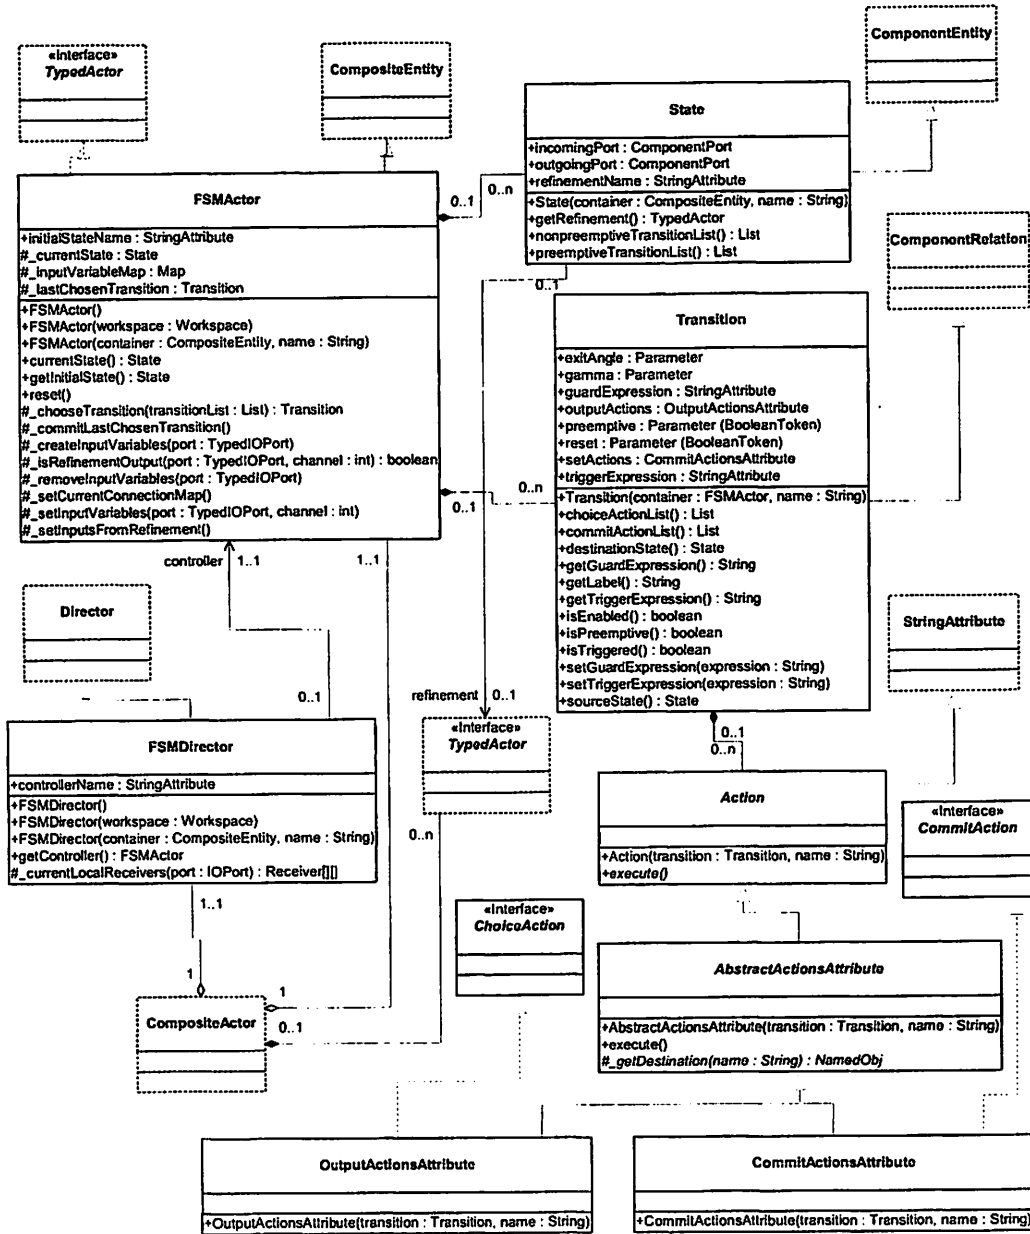 «Interface»
TypedActor
CompositeEntity
ComponentEntity
State
+incomingPort : ComponentPort
+outgoingPort : ComponentPort
+refinementName : StringAttribute
+State(container : CompositeEntity, name : String)
+getRefinement() : TypedActor
+nonpreemptiveTransitionList() : List
+preemptiveTransitionList() : List
0..1
0..n
0..1
FSMActor
+initialStateName : StringAttribute
#_currentState : State
#_inputVariableMap : Map
#_lastChosenTransition : Transition
+FSMActor()
+FSMActor(workspace : Workspace)
+FSMActor(container : CompositeEntity, name : String)
+currentState() : State
+getInitialState() : State
+reset()
#_chooseTransition(transitionList : List) : Transition
#_commitLastChosenTransition()
#_createInputVariables(port : TypedIOPort)
#_isRefinementOutput(port : TypedIOPort, channel : int) : boolean
#_removeInputVariables(port : TypedIOPort)
#_setCurrentConnectionMap()
#_setInputVariables(port : TypedIOPort, channel : int)
#_setInputsFromRefinement()
0..1
0..n
ComponentRelation
Transition
+exitAngle : Parameter
+gamma : Parameter
+guardExpression : StringAttribute
+outputActions : OutputActionsAttribute
+preemptive : Parameter (BooleanToken)
+reset : Parameter (BooleanToken)
+setActions : CommitActionsAttribute
+triggerExpression : StringAttribute
+Transition(container : FSMActor, name : String)
+choiceActionList() : List
+commitActionList() : List
+destinationState() : State
+getGuardExpression() : String
+getLabel() : String
+getTriggerExpression() : String
+isEnabled() : boolean
+isPreemptive() : boolean
+isTriggered() : boolean
+setGuardExpression(expression : String)
+setTriggerExpression(expression : String)
+sourceState() : State
controller 1..1
1..1
Director
StringAttribute
0..1
refinement 0..1
«Interface»
TypedActor
0..1
0..n
FSMDirector
+controllerName : StringAttribute
+FSMDirector()
+FSMDirector(workspace : Workspace)
+FSMDirector(container : CompositeEntity, name : String)
+getController() : FSMActor
#_currentLocalReceivers(port : IOPort) : Receiver[][]
Action
+Action(transition : Transition, name : String)
+execute()
«Interface»
CommitAction
0..n
1..1
«Interface»
ChoiceAction
AbstractActionsAttribute
+AbstractActionsAttribute(transition : Transition, name : String)
+execute()
#_getDestination(name : String) : NamedObj
1
1
0..1
CompositeActor
OutputActionsAttribute
+OutputActionsAttribute(transition : Transition, name : String)
CommitActionsAttribute
+CommitActionsAttribute(transition : Transition, name : String)